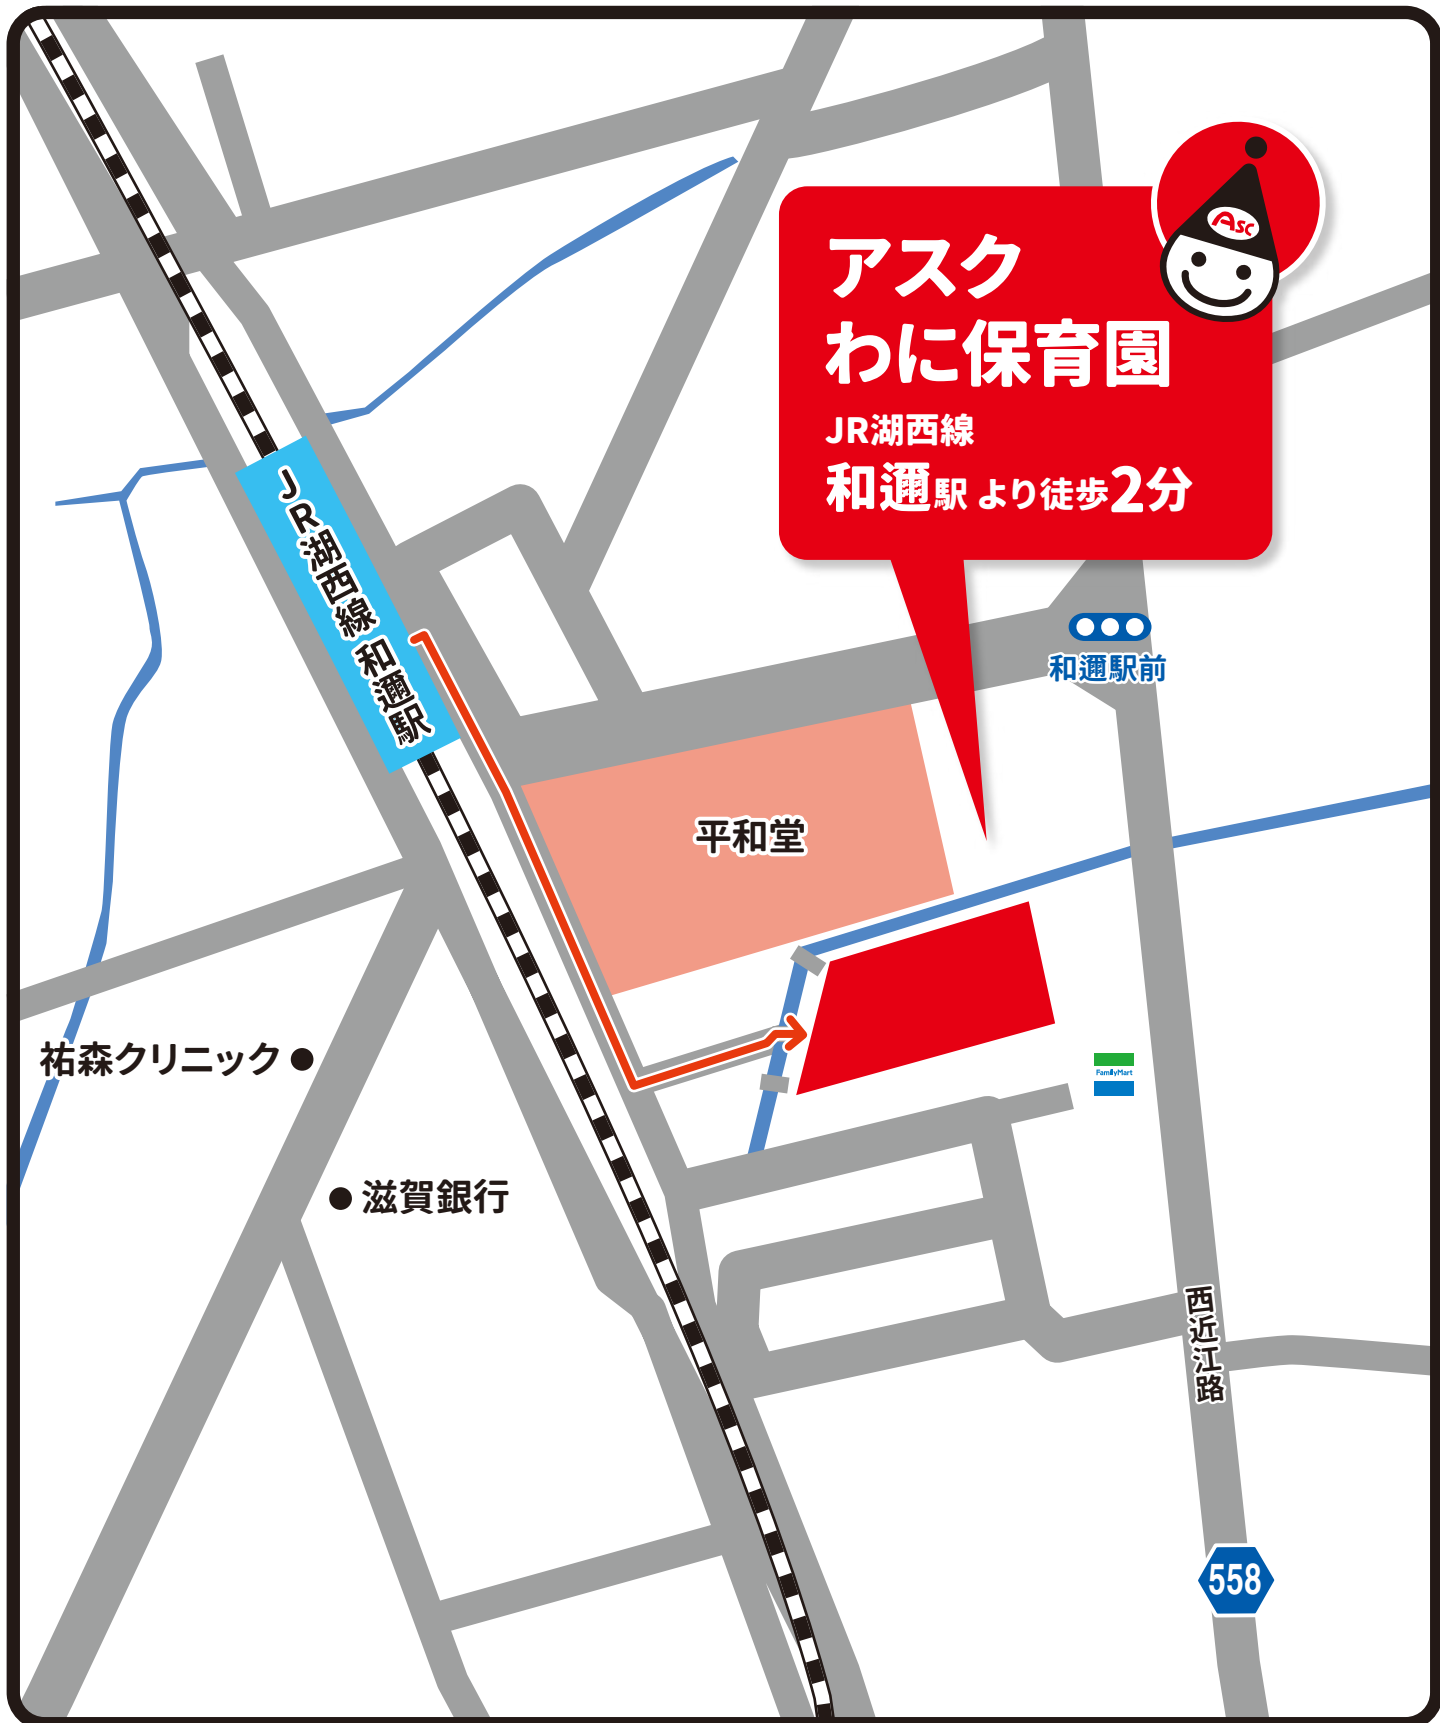 Asc
アスク
わに保育園
JR湖西線
和邇駅 より徒歩2分
JR湖西線 和邇駅
和邇駅前
平和堂
祐森クリニック
FamilyMart
滋賀銀行
西近江路
558